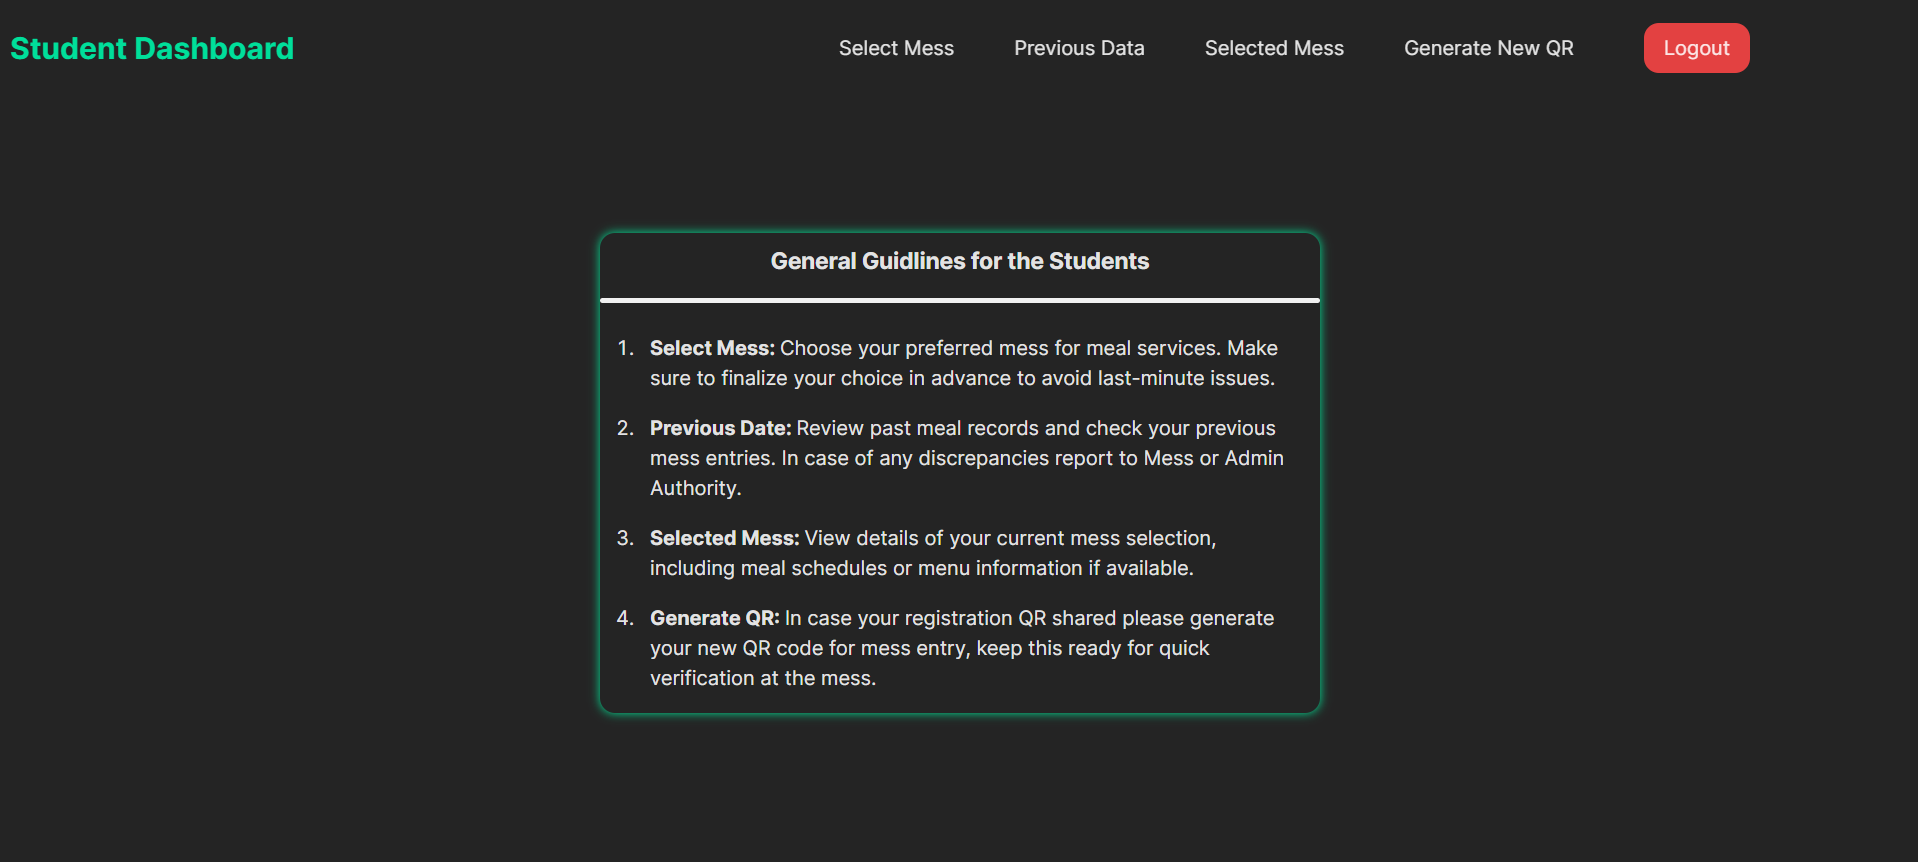 Student Dashboard
Select Mess
Previous Data
Selected Mess
Generate New QR
Logout
General Guidlines for the Students
1. Select Mess: Choose your preferred mess for meal services. Make
sure to finalize your choice in advance to avoid last-minute issues.
2. Previous Date: Review past meal records and check your previous
mess entries. In case of any discrepancies report to Mess or Admin
Authority.
3. Selected Mess: View details of your current mess selection,
including meal schedules or menu information if available.
4. Generate QR: In case your registration QR shared please generate
your new QR code for mess entry, keep this ready for quick
verification at the mess.